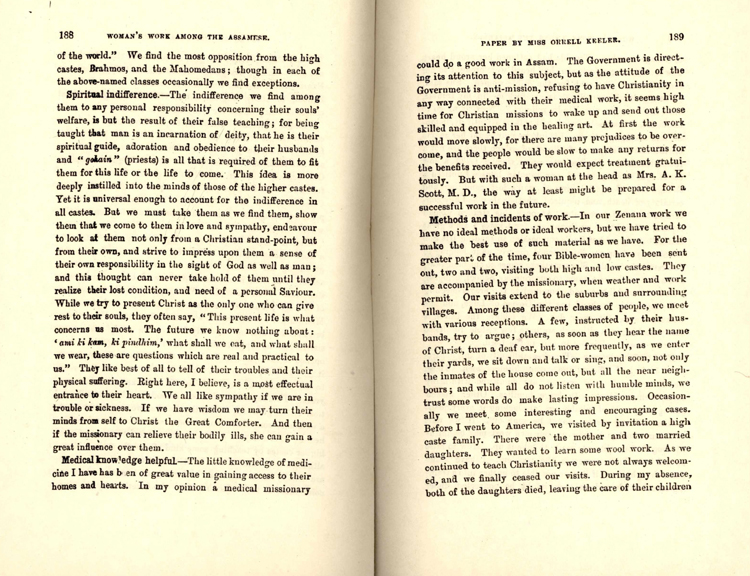 188 WOMAN'S WORK AMONG THE ASSAMESE.
of the world." We find the most opposition from the high
castes, Brahmos, and the Mahomedans; though in each of
the above-named classes occasionally we find exceptions.
Spiritual indifference.—The indifference we find among
them to any personal responsibility concerning their souls'
welfare, is but the result of their false teaching; for being
taught that man is an incarnation of deity, that he is their
spiritual guide, adoration and obedience to their husbands
and "gohain" (priests) is all that is required of them to fit
them for this life or the life to come. This idea is more
deeply instilled into the minds of those of the higher castes.
Yet it is universal enough to account for the indifference in
all castes. But we must take them as we find them, show
them that we come to them in love and sympathy, endeavour
to look at them not only from a Christian stand-point, but
from their own, and strive to impress upon them a sense of
their own responsibility in the sight of God as well as man;
and this thought can never take hold of them until they
realize their lost condition, and need of a personal Saviour.
While we try to present Christ as the only one who can give
rest to their souls, they often say, "This present life is what
concerns us most. The future we know nothing about:
'ami ki kam, ki pindhim,' what shall we eat, and what shall
we wear, these are questions which are real and practical to
us." They like best of all to tell of their troubles and their
physical suffering. Right here, I believe, is a most effectual
entrance to their heart. We all like sympathy if we are in
trouble or sickness. If we have wisdom we may turn their
minds from self to Christ the Great Comforter. And then
if the missionary can relieve their bodily ills, she can gain a
great influence over them.
Medical knowledge helpful.—The little knowledge of medi-
cine I have has b en of great value in gaining access to their
homes and hearts. In my opinion a medical missionary
PAPER BY MISS ORRELL KEELER. 189
could do a good work in Assam. The Government is direct-
ing its attention to this subject, but as the attitude of the
Government is anti-mission, refusing to have Christianity in
any way connected with their medical work, it seems high
time for Christian missions to wake up and send out those
skilled and equipped in the healing art. At first the work
would move slowly, for there are many prejudices to be over-
come, and the people would be slow to make any returns for
the benefits received. They would expect treatment gratui-
tously. But with such a woman at the head as Mrs. A. K.
Scott, M. D., the way at least might be prepared for a
successful work in the future.
Methods and incidents of work.—In our Zenana work we
have no ideal methods or ideal workers, but we have tried to
make the best use of such material as we have. For the
greater part of the time, four Bible-women have been sent
out, two and two, visiting both high and low castes. They
are accompanied by the missionary, when weather and work
permit. Our visits extend to the suburbs and surrounding
villages. Among these different classes of people, we meet
with various receptions. A few, instructed by their hus-
bands, try to argue; others, as soon as they hear the name
of Christ, turn a deaf ear, but more frequently, as we enter
their yards, we sit down and talk or sing, and soon, not only
the inmates of the house come out, but all the near neigh-
bours; and while all do not listen with humble minds, we
trust some words do make lasting impressions. Occasion-
ally we meet some interesting and encouraging cases.
Before I went to America, we visited by invitation a high
caste family. There were the mother and two married
daughters. They wanted to learn some wool work. As we
continued to teach Christianity we were not always welcom-
ed, and we finally ceased our visits. During my absence,
both of the daughters died, leaving the care of their children